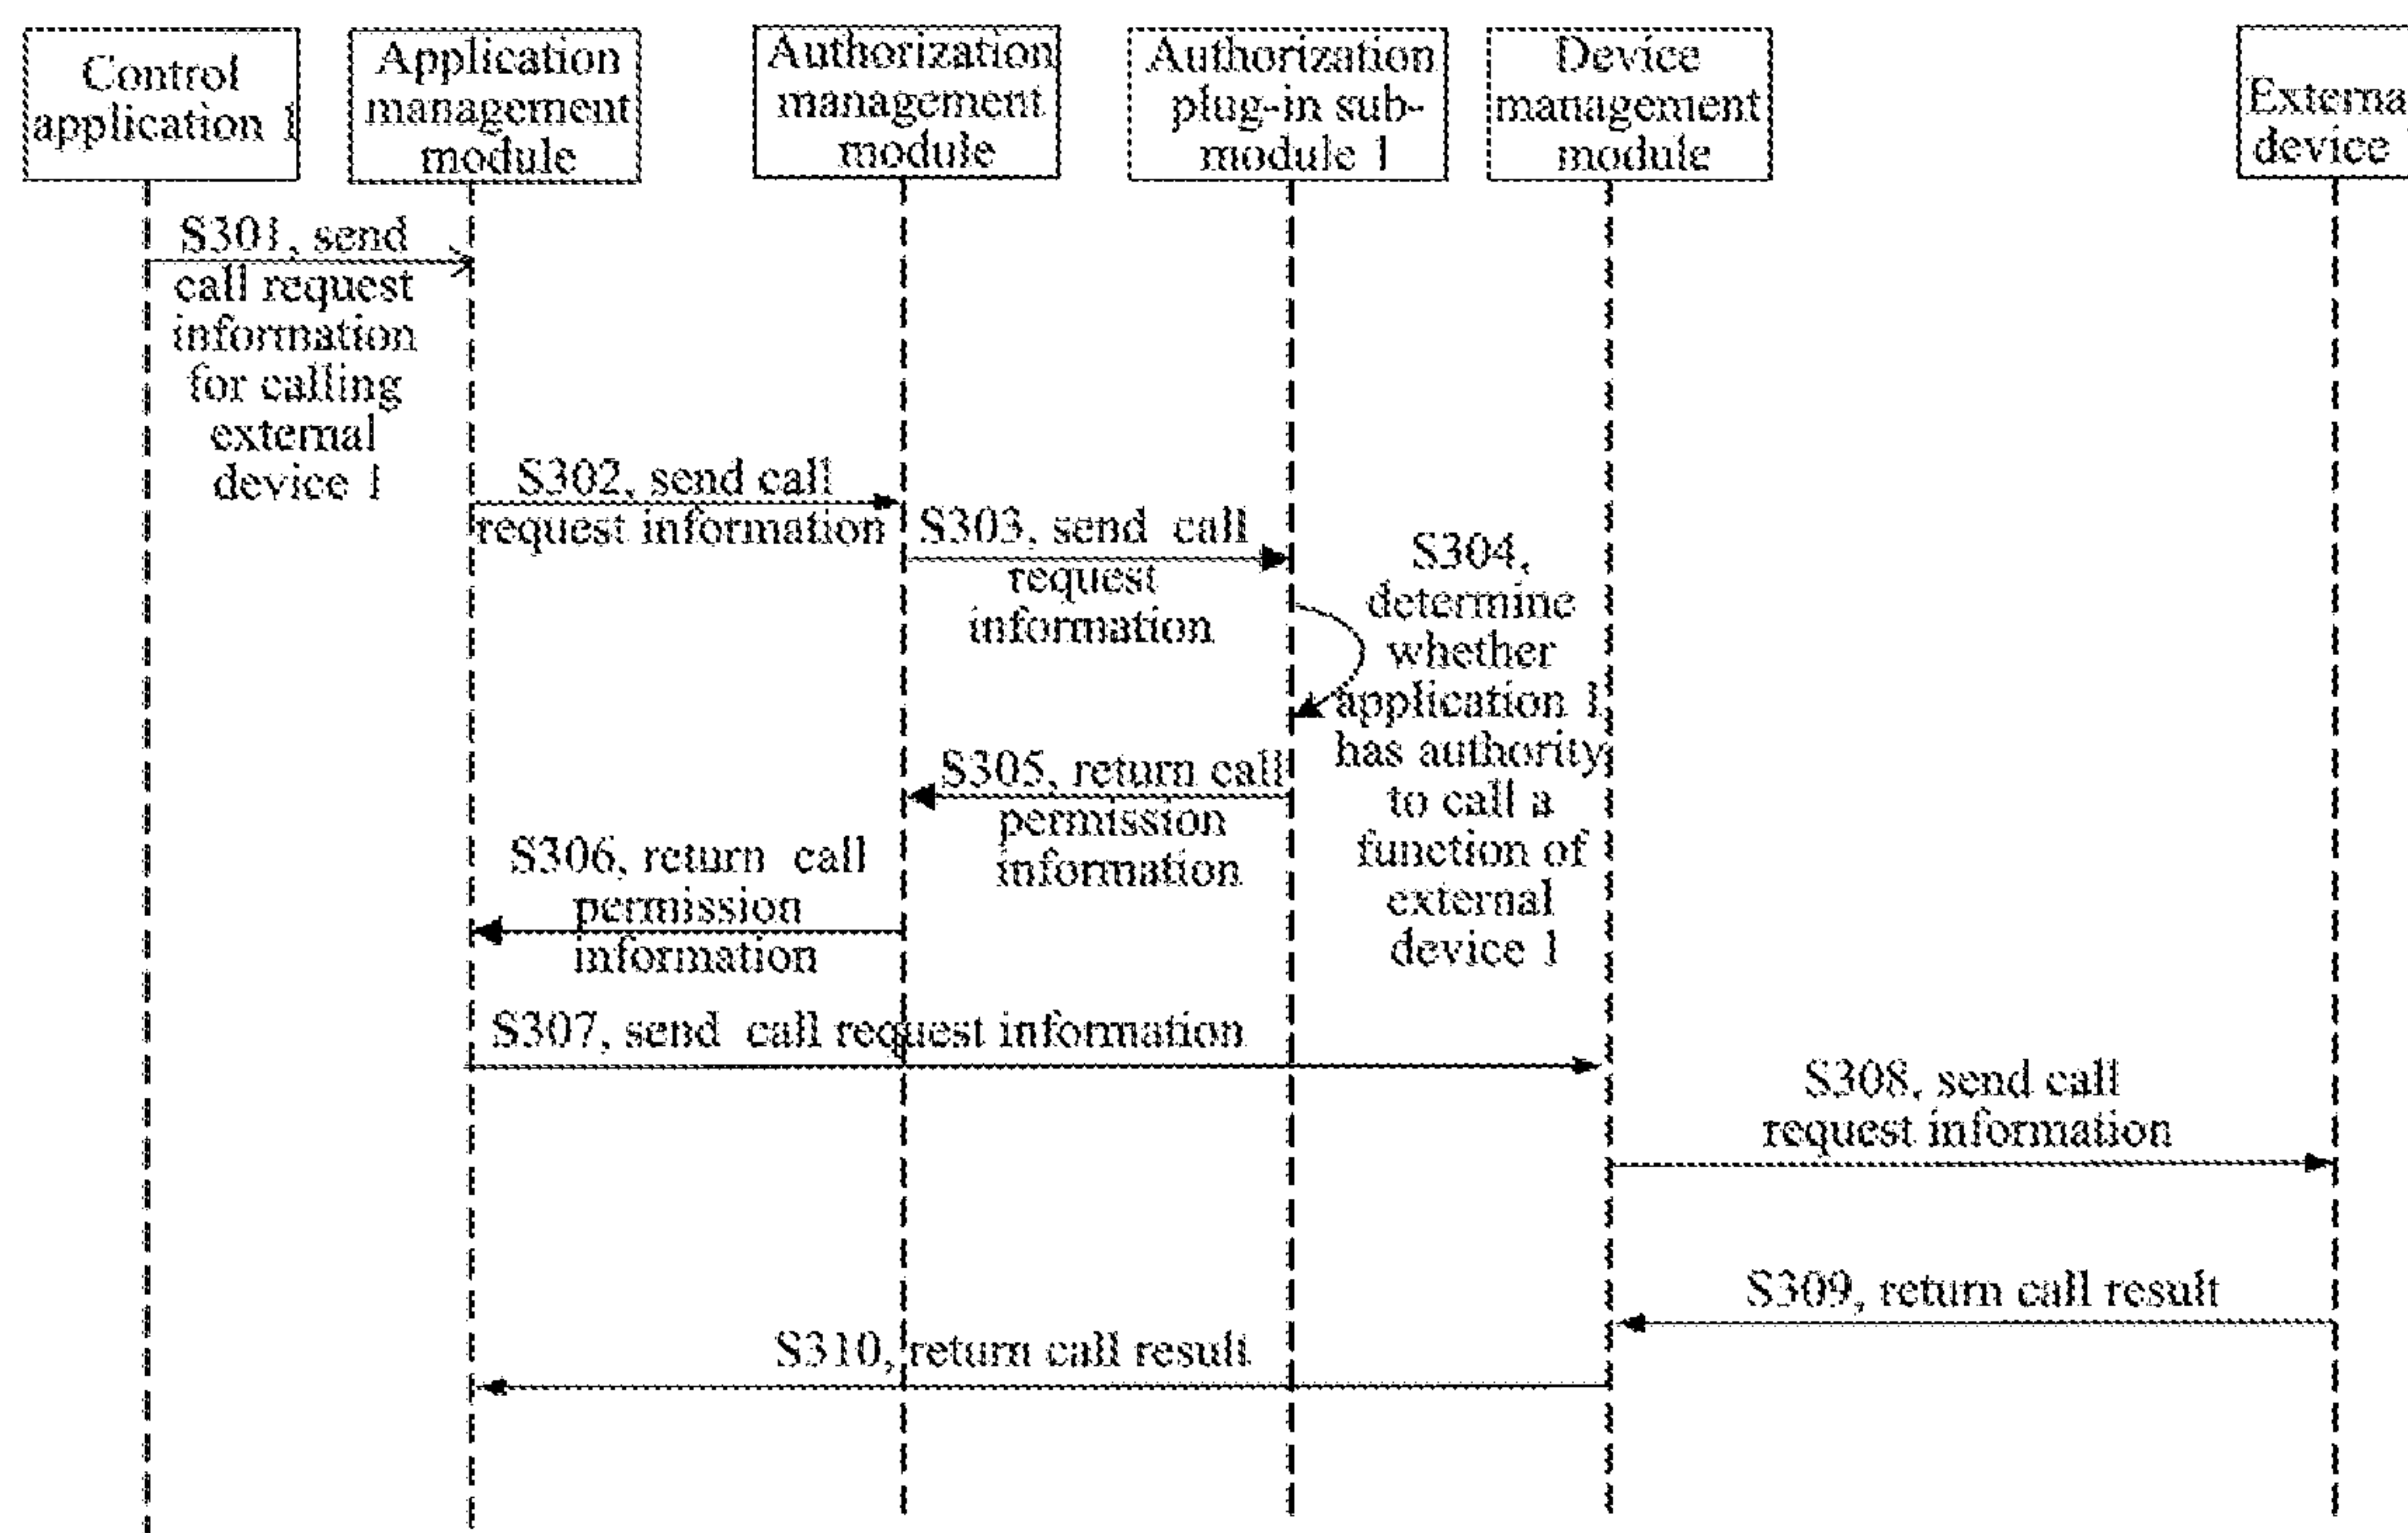 Control
application 1
Application
management
module
Authorization
management
module
Authorization
plug-in sub-
module 1
Device
management
module
Externa
device
S301, send
call request
information
for calling
external
device 1
S302, send call
request information
S303, send call
request
information
S304,
determine
whether
application 1
has authority
to call a
function of
external
device 1
S305, return call
permission
information
S306, return call
permission
information
S307, send call request information
S308, send call
request information
S309, return call result
S310, return call result